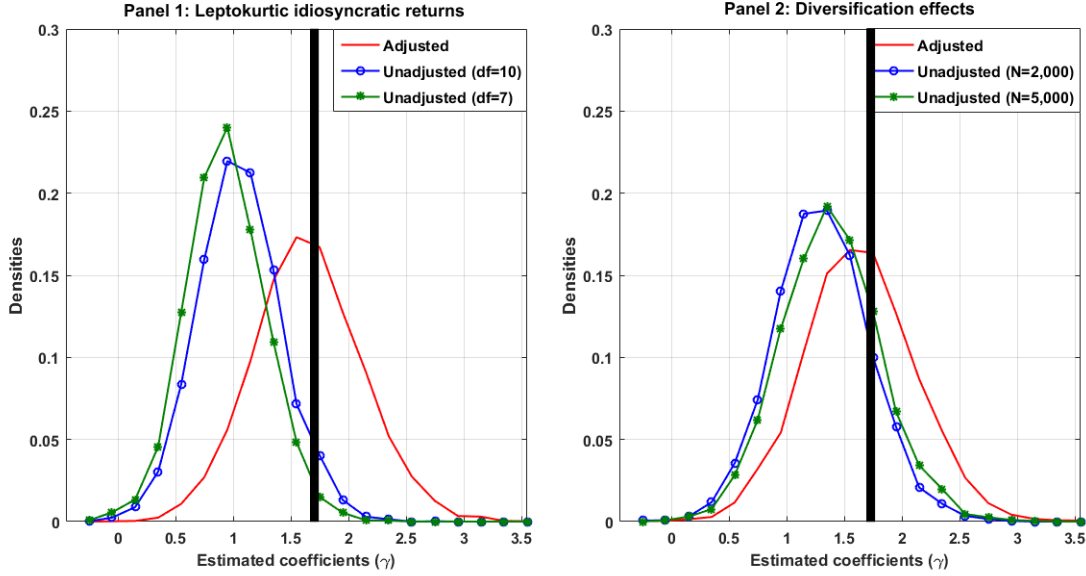 Panel 1: Leptokurtic idiosyncratic returns
0.3
0.25
0.2
0.15
0.1
0.05
0
Densities
Adjusted
Unadjusted (df=10)
Unadjusted (df=7)
0 0.5 1 1.5 2 2.5 3 3.5
Estimated coefficients (γ)
Panel 2: Diversification effects
0.3
0.25
0.2
0.15
0.1
0.05
0
Densities
Adjusted
Unadjusted (N=2,000)
Unadjusted (N=5,000)
0 0.5 1 1.5 2 2.5 3 3.5
Estimated coefficients (γ)